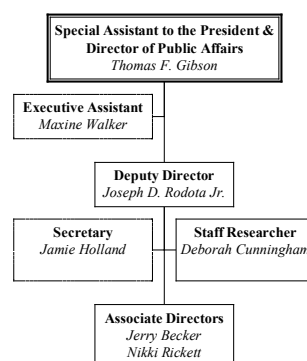 Special Assistant to the President &
Director of Public Affairs
Thomas F. Gibson
Executive Assistant
Maxine Walker
Deputy Director
Joseph D. Rodota Jr.
Secretary
Jamie Holland
Staff Researcher
Deborah Cunningham
Associate Directors
Jerry Becker
Nikki Rickett